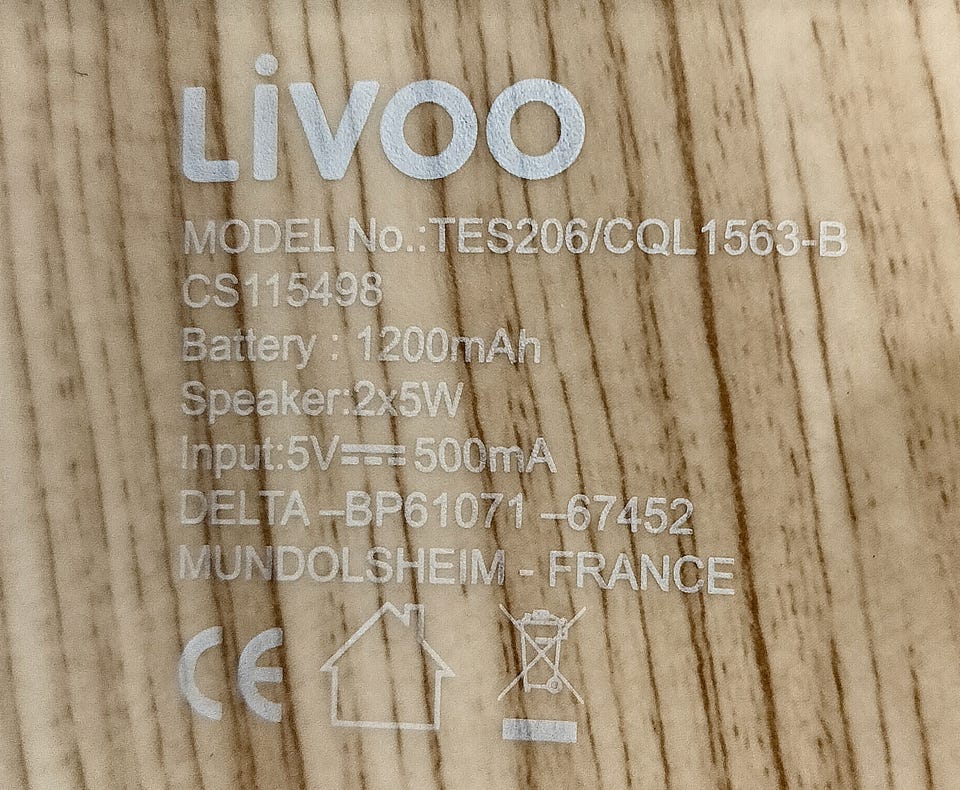 LiVOO
MODEL No.:TES206/CQL1563-B
CS115498
Battery : 1200mAh
Speaker:2x5W
Input:5V⎓500mA
DELTA –BP61071 –67452
MUNDOLSHEIM - FRANCE
CE